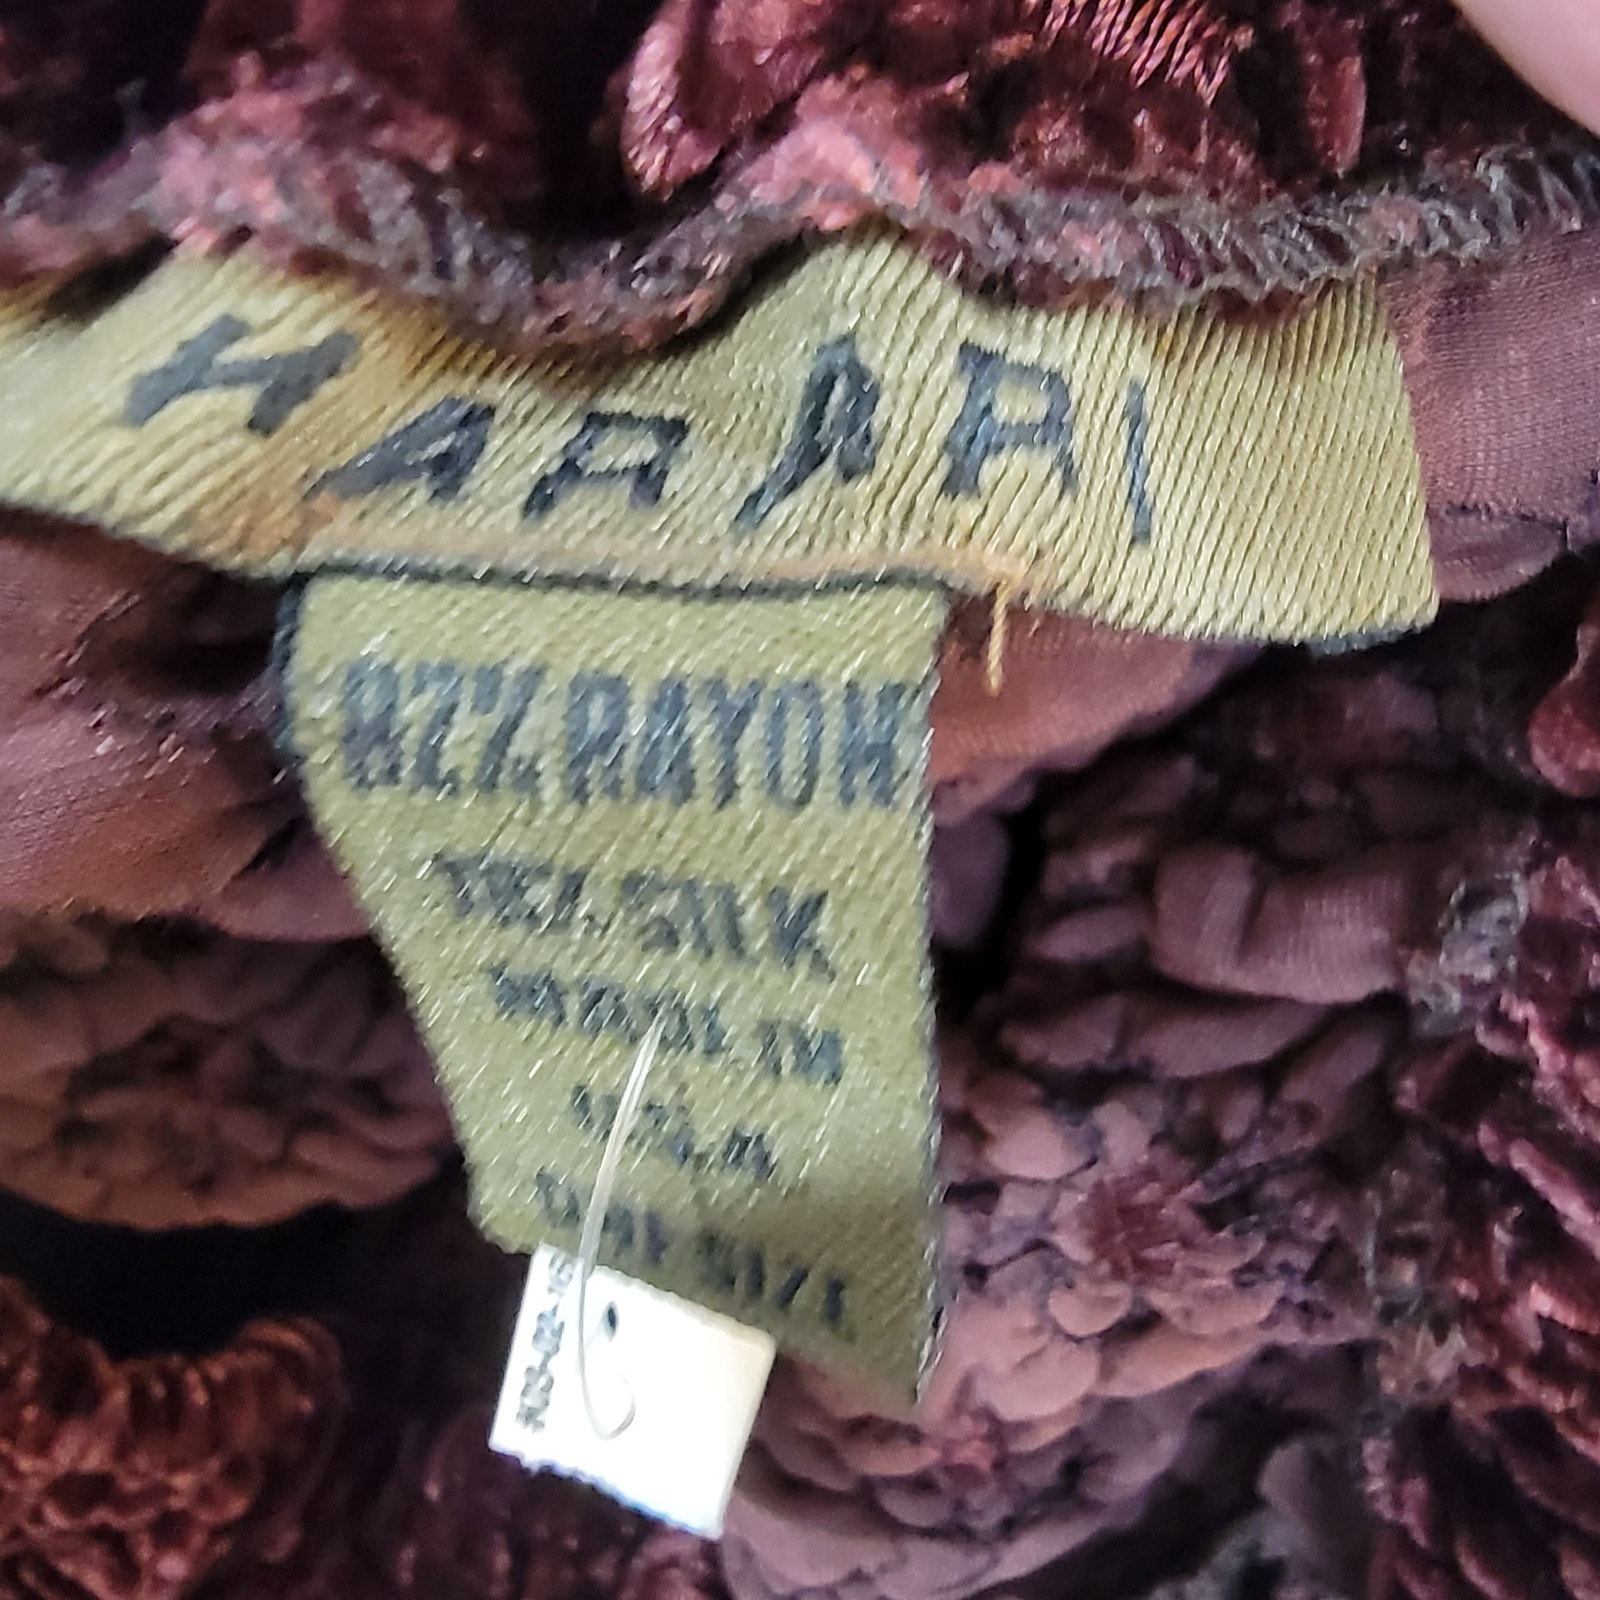 HARARI
82% RAYON
18% SILK
MADE IN
U.S.A.
ONE SIZE